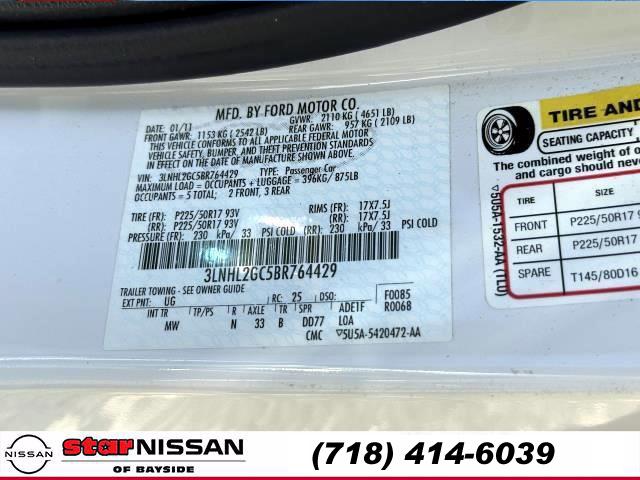 MFD. BY FORD MOTOR CO.
DATE: 01/11 GVWR: 2110 KG ( 4651 LB)
FRONT GAWR: 1153 KG ( 2542 LB) REAR GAWR: 957 KG ( 2109 LB)
THIS VEHICLE CONFORMS TO ALL APPLICABLE FEDERAL MOTOR
VEHICLE SAFETY, BUMPER, AND THEFT PREVENTION STANDARDS
IN EFFECT ON THE DATE OF MANUFACTURE SHOWN ABOVE.
VIN: 3LNHL2GC5BR764429 TYPE: Passenger Car
MAXIMUM LOAD = OCCUPANTS + LUGGAGE = 396KG/ 875LB
OCCUPANTS = 5 TOTAL; 2 FRONT, 3 REAR
TIRE (FR): P225/50R17 93V RIMS (FR): 17X7.5J
(RR): P225/50R17 93V (RR): 17X7.5J
PRESSURE (FR): 230 kPa/ 33 PSI COLD
(RR): 230 kPa/ 33 PSI COLD
3LNHL2GC5BR764429
TRAILER TOWING - SEE OWNER GUIDE
EXT PNT: UG RC: 25 DSO: F0085
INT TR TP/PS R AXLE TR SPR ADE1F R0068
MW N 33 B DD77 LOA
CMC ▽5U5A-5420472-AA
TIRE AND
SEATING CAPACITY
The combined weight of o
and cargo should neve
▽5U5A-1532-AA (TLU)
TIRE SIZE
FRONT P225/50R17 9
REAR P225/50R17
SPARE T145/80D16
NISSAN
star NISSAN
OF BAYSIDE
(718) 414-6039